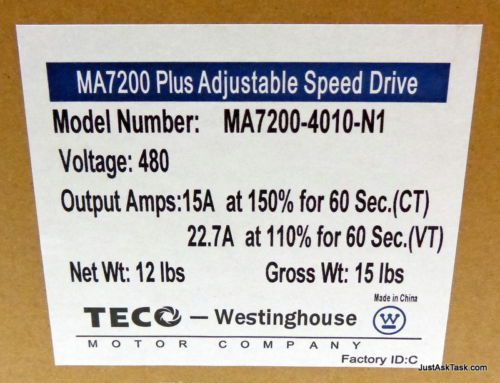 MA7200 Plus Adjustable Speed Drive
Model Number: MA7200-4010-N1
Voltage: 480
Output Amps:15A at 150% for 60 Sec.(CT)
22.7A at 110% for 60 Sec.(VT)
Net Wt: 12 lbs Gross Wt: 15 lbs
Made in China
TECO — Westinghouse W
MOTOR COMPANY
Factory ID:C
JustAskTask.com